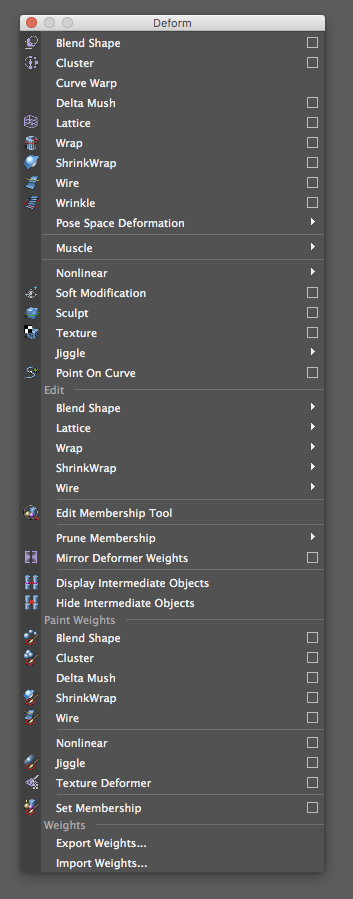 Deform
Blend Shape
Cluster
Curve Warp
Delta Mush
Lattice
Wrap
ShrinkWrap
Wire
Wrinkle
Pose Space Deformation
Muscle
Nonlinear
Soft Modification
Sculpt
Texture
Jiggle
Point On Curve
Edit
Blend Shape
Lattice
Wrap
ShrinkWrap
Wire
Edit Membership Tool
Prune Membership
Mirror Deformer Weights
Display Intermediate Objects
Hide Intermediate Objects
Paint Weights
Blend Shape
Cluster
Delta Mush
ShrinkWrap
Wire
Nonlinear
Jiggle
Texture Deformer
Set Membership
Weights
Export Weights...
Import Weights...